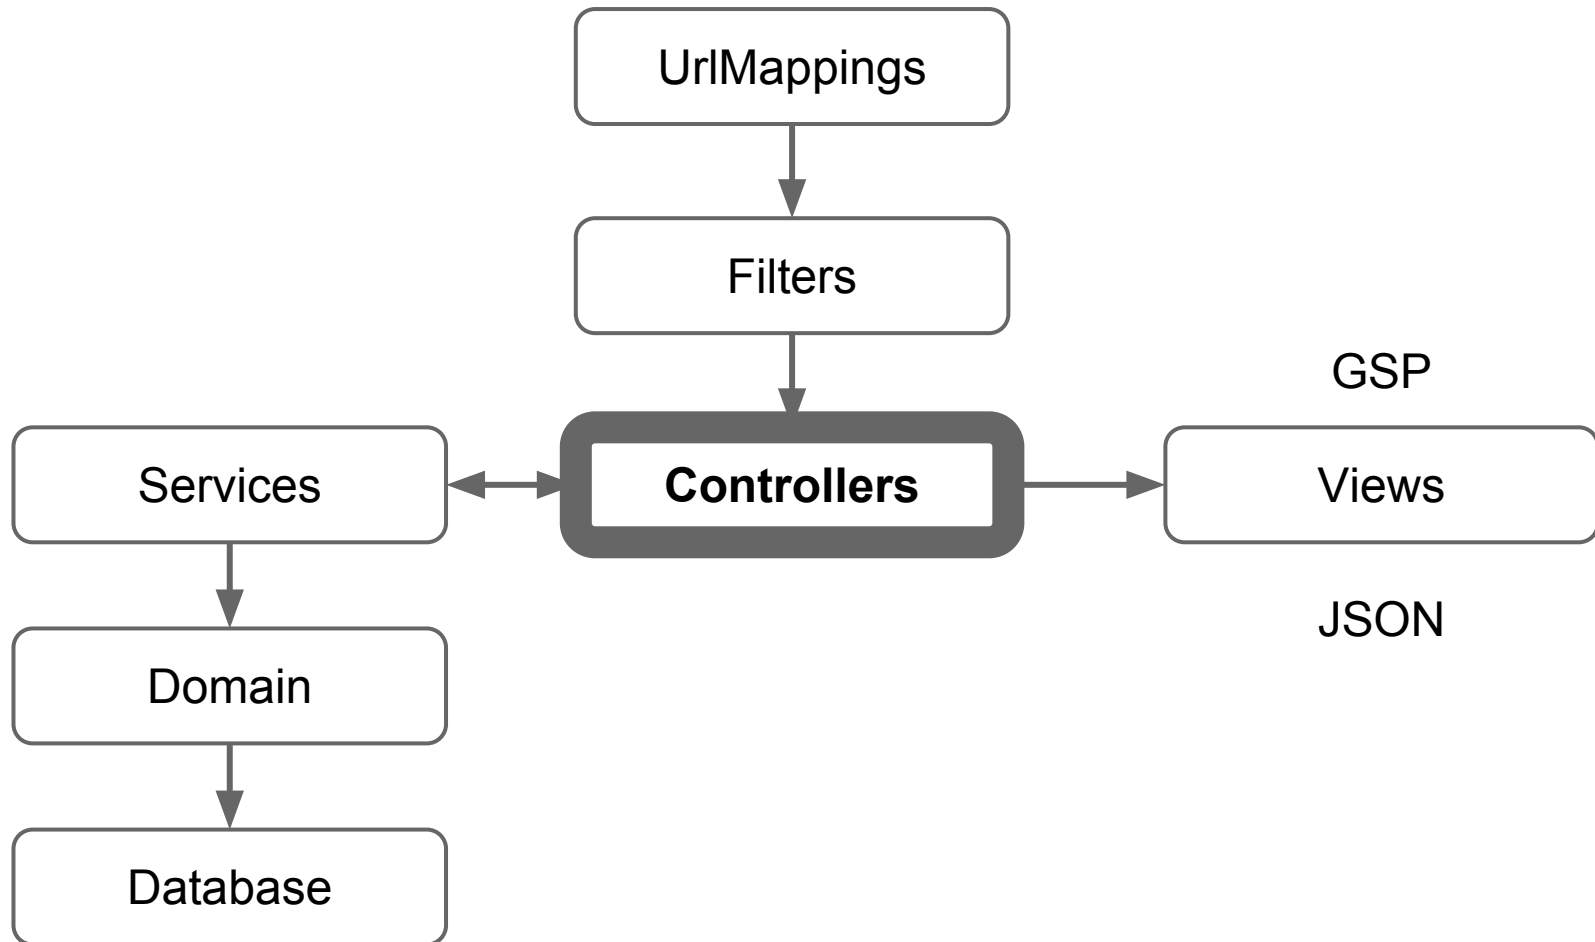 UrlMappings
Filters
GSP
Services
Controllers
Views
JSON
Domain
Database